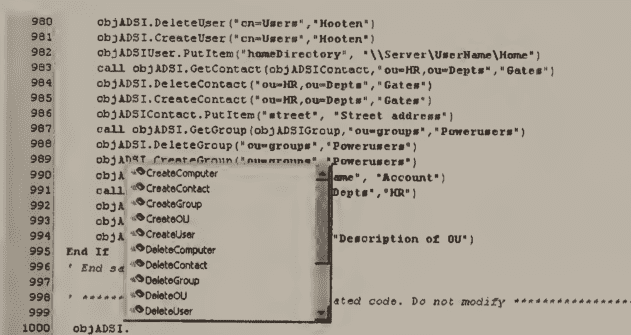 980 objADSI.DeleteUser("cn=Users","Hooten")
981 objADSI.CreateUser("cn=Users","Hooten")
982 objADSIUser.PutItem("homeDirectory", "\\Server\UserName\Home")
983 call objADSI.GetContact(objADSIContact,"ou=HR,ou=Depts","Gates")
984 objADSI.DeleteContact("ou=HR,ou=Depts","Gates")
985 objADSI.CreateContact("ou=HR,ou=Depts","Gates")
986 objADSIContact.PutItem("street", "Street address")
987 call objADSI.GetGroup(objADSIGroup,"ou=groups","Powerusers")
988 objADSI.DeleteGroup("ou=groups","Powerusers")
989 objADSI.CreateGroup("ou=groups","Powerusers")
990 objA ame", "Account")
991 call Depts","HR")
992 objA
993 objA
994 objA "Description of OU")
995 End If
996 ' End sa
997
998 ' ****** ated code. Do not modify ****************
999
1000 objADSI.
CreateComputer
CreateContact
CreateGroup
CreateOU
CreateUser
DeleteComputer
DeleteContact
DeleteGroup
DeleteOU
DeleteUser